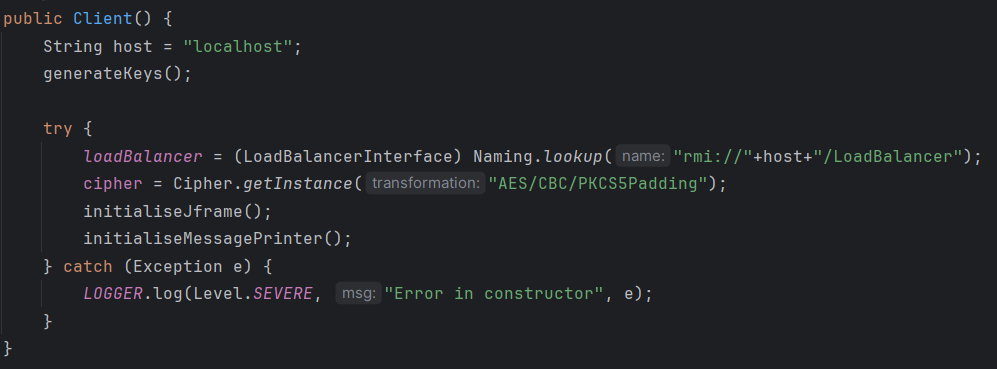 public Client() {
    String host = "localhost";
    generateKeys();

    try {
        loadBalancer = (LoadBalancerInterface) Naming.lookup( name: "rmi://"+host+"/LoadBalancer");
        cipher = Cipher.getInstance( transformation: "AES/CBC/PKCS5Padding");
        initialiseJframe();
        initialiseMessagePrinter();
    } catch (Exception e) {
        LOGGER.log(Level.SEVERE, msg: "Error in constructor", e);
    }
}